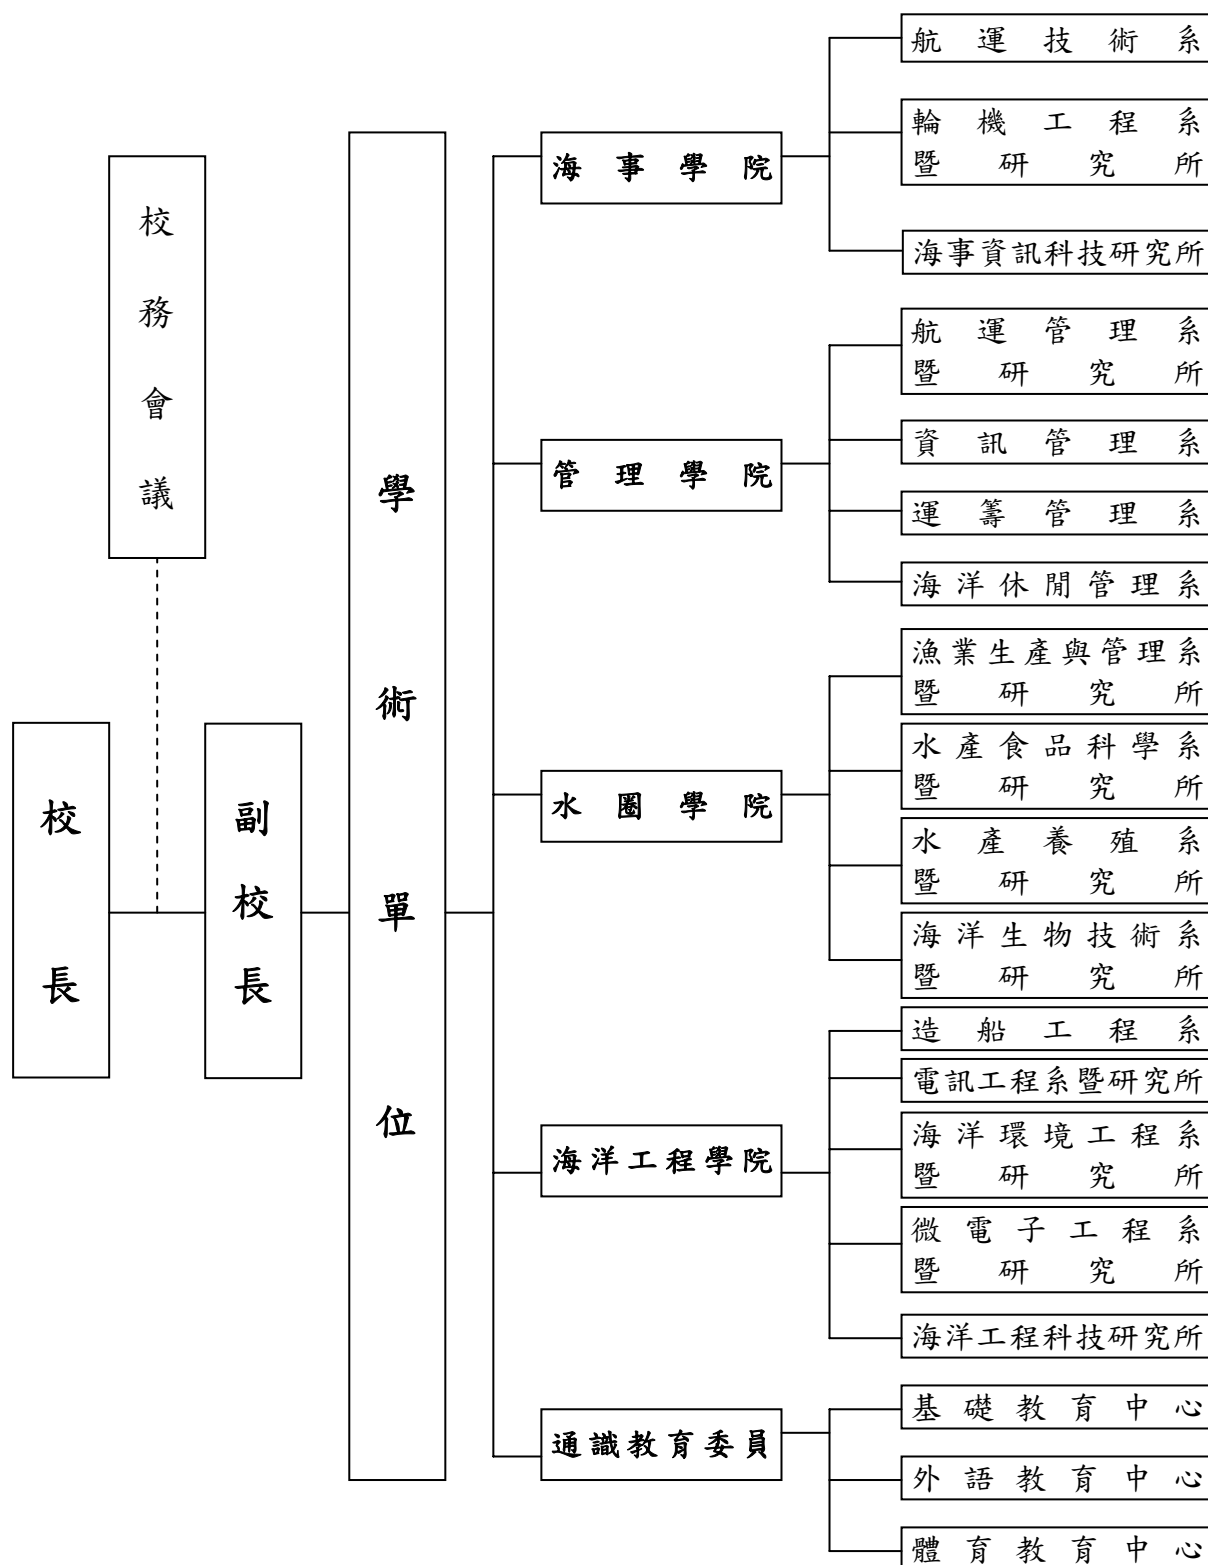 校長
校務會議
副校長
學術單位
海事學院
航運技術系
輪機工程系
暨研究所
海事資訊科技研究所
管理學院
航運管理系
暨研究所
資訊管理系
運籌管理系
海洋休閒管理系
水圈學院
漁業生產與管理系
暨研究所
水產食品科學系
暨研究所
水產養殖系
暨研究所
海洋生物技術系
暨研究所
海洋工程學院
造船工程系
電訊工程系暨研究所
海洋環境工程系
暨研究所
微電子工程系
暨研究所
海洋工程科技研究所
通識教育委員
基礎教育中心
外語教育中心
體育教育中心